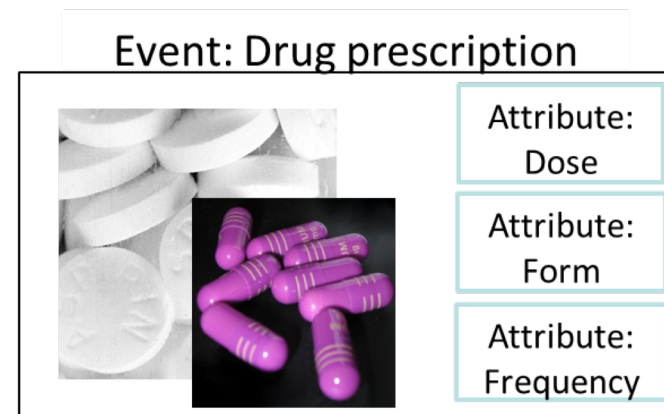 Event: Drug prescription
Attribute:
Dose
Attribute:
Form
Attribute:
Frequency